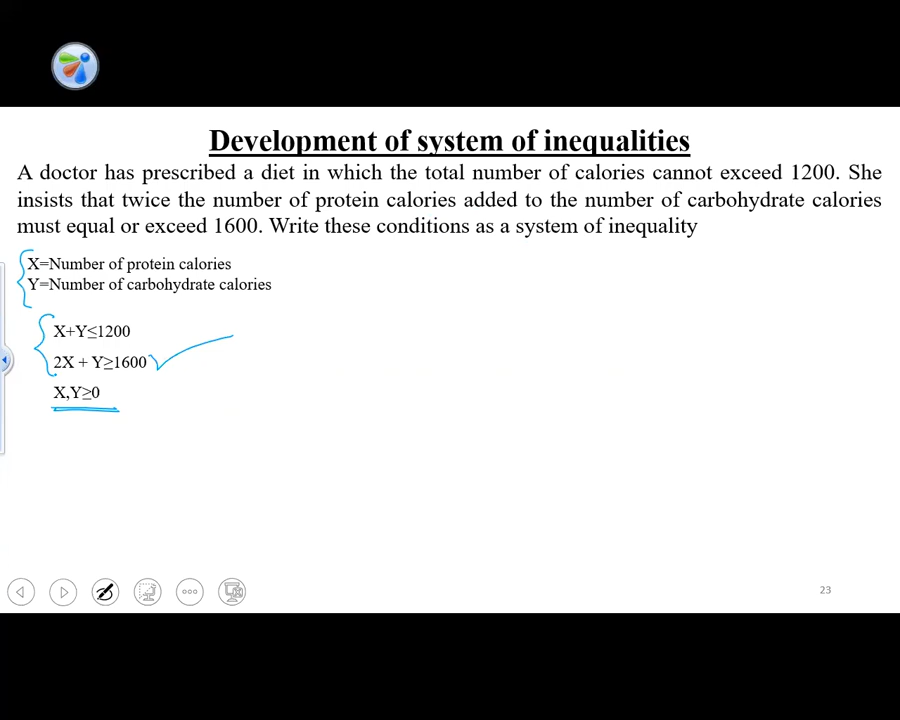 Development of system of inequalities
A doctor has prescribed a diet in which the total number of calories cannot exceed 1200. She
insists that twice the number of protein calories added to the number of carbohydrate calories
must equal or exceed 1600. Write these conditions as a system of inequality
X=Number of protein calories
Y=Number of carbohydrate calories
X+Y≤1200
2X + Y≥1600
X,Y≥0
23